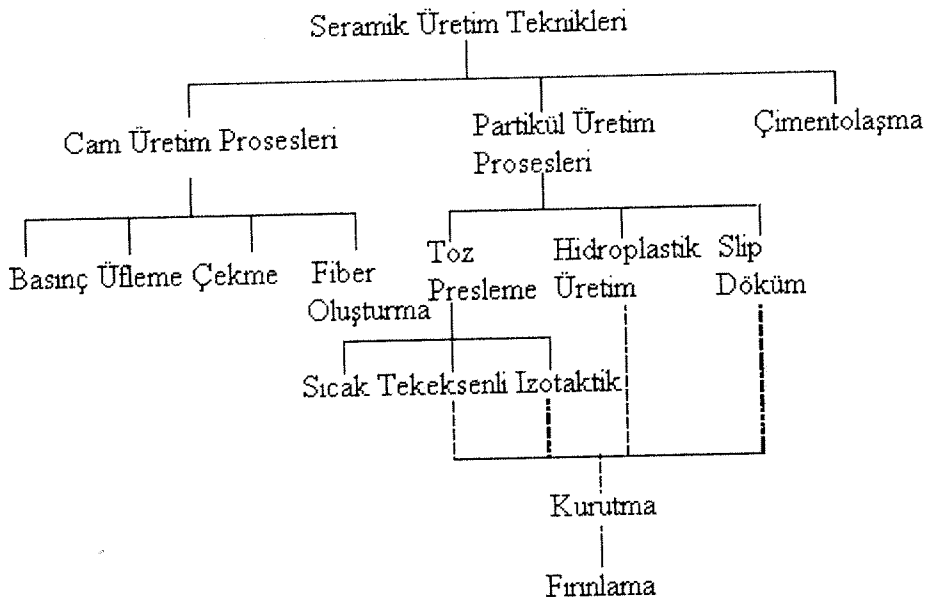 Seramik Üretim Teknikleri
Cam Üretim Prosesleri
Partikül Üretim
Prosesleri
Çimentolaşma
Basınç Üfleme Çekme
Fiber
Oluşturma
Toz
Presleme
Hidroplastik
Üretim
Slip
Döküm
Sıcak Tekeksenli Izotaktik
Kurutma
Fırınlama